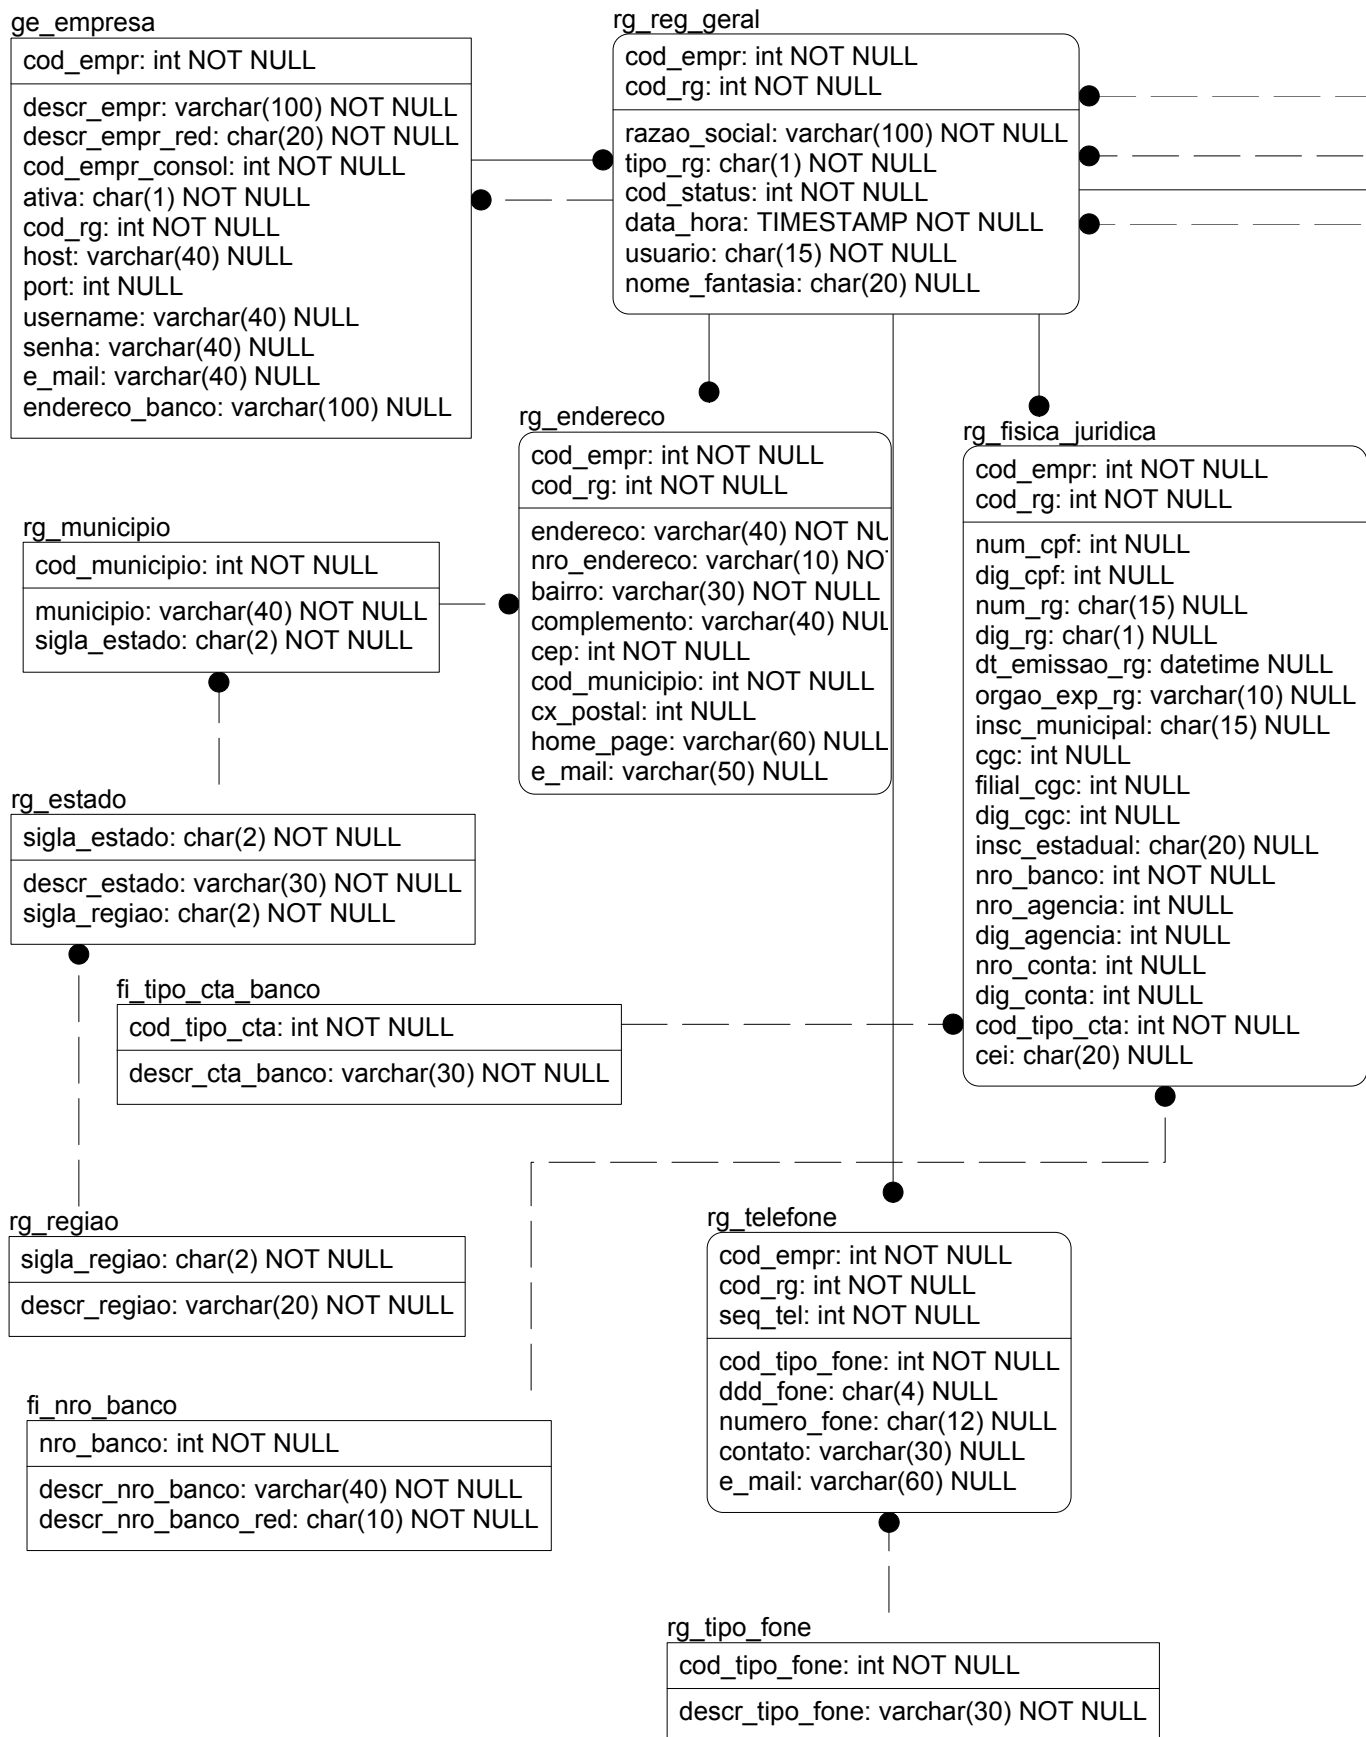 ge_empresa
cod_empr: int NOT NULL
descr_empr: varchar(100) NOT NULL
descr_empr_red: char(20) NOT NULL
cod_empr_consol: int NOT NULL
ativa: char(1) NOT NULL
cod_rg: int NOT NULL
host: varchar(40) NULL
port: int NULL
username: varchar(40) NULL
senha: varchar(40) NULL
e_mail: varchar(40) NULL
endereco_banco: varchar(100) NULL
rg_reg_geral
cod_empr: int NOT NULL
cod_rg: int NOT NULL
razao_social: varchar(100) NOT NULL
tipo_rg: char(1) NOT NULL
cod_status: int NOT NULL
data_hora: TIMESTAMP NOT NULL
usuario: char(15) NOT NULL
nome_fantasia: char(20) NULL
rg_endereco
cod_empr: int NOT NULL
cod_rg: int NOT NULL
endereco: varchar(40) NOT NU
nro_endereco: varchar(10) NOT
bairro: varchar(30) NOT NULL
complemento: varchar(40) NUL
cep: int NOT NULL
cod_municipio: int NOT NULL
cx_postal: int NULL
home_page: varchar(60) NULL
e_mail: varchar(50) NULL
rg_fisica_juridica
cod_empr: int NOT NULL
cod_rg: int NOT NULL
num_cpf: int NULL
dig_cpf: int NULL
num_rg: char(15) NULL
dig_rg: char(1) NULL
dt_emissao_rg: datetime NULL
orgao_exp_rg: varchar(10) NULL
insc_municipal: char(15) NULL
cgc: int NULL
filial_cgc: int NULL
dig_cgc: int NULL
insc_estadual: char(20) NULL
nro_banco: int NOT NULL
nro_agencia: int NULL
dig_agencia: int NULL
nro_conta: int NULL
dig_conta: int NULL
cod_tipo_cta: int NOT NULL
cei: char(20) NULL
rg_municipio
cod_municipio: int NOT NULL
município: varchar(40) NOT NULL
sigla_estado: char(2) NOT NULL
rg_estado
sigla_estado: char(2) NOT NULL
descr_estado: varchar(30) NOT NULL
sigla_regiao: char(2) NOT NULL
fi_tipo_cta_banco
cod_tipo_cta: int NOT NULL
descr_cta_banco: varchar(30) NOT NULL
rg_regiao
sigla_regiao: char(2) NOT NULL
descr_regiao: varchar(20) NOT NULL
fi_nro_banco
nro_banco: int NOT NULL
descr_nro_banco: varchar(40) NOT NULL
descr_nro_banco_red: char(10) NOT NULL
rg_telefone
cod_empr: int NOT NULL
cod_rg: int NOT NULL
seq_tel: int NOT NULL
cod_tipo_fone: int NOT NULL
ddd_fone: char(4) NULL
numero_fone: char(12) NULL
contato: varchar(30) NULL
e_mail: varchar(60) NULL
rg_tipo_fone
cod_tipo_fone: int NOT NULL
descr_tipo_fone: varchar(30) NOT NULL